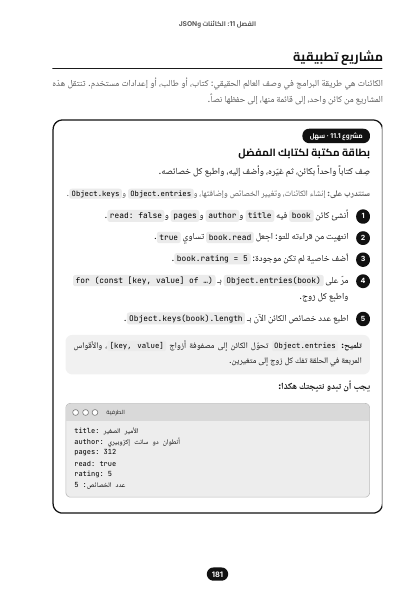 الفصل 11: الكائنات وJSON
مشاريع تطبيقية
الكائنات هي طريقة البرامج في وصف العالم الحقيقي: كتاب، أو طالب، أو إعدادات مستخدم. تنتقل هذه
المشاريع من كائن واحد، إلى قائمة منها، إلى حفظها نصاً.
مشروع 11.1 · سهل
بطاقة مكتبة لكتابك المفضل
صِف كتاباً واحداً بكائن، ثم غيّره، وأضف إليه، واطبع كل خصائصه.
ستتدرب على: إنشاء الكائنات، وتغيير الخصائص وإضافتها، و Object.entries و Object.keys.
1 أنشئ كائن book فيه title و author و pages و read: false.
2 انتهيت من قراءته للتو: اجعل book.read تساوي true.
3 أضف خاصية لم تكن موجودة: book.rating = 5.
4 مرّ على Object.entries(book) بـ for (const [key, value] of …)
واطبع كل زوج.
5 اطبع عدد خصائص الكائن الآن بـ Object.keys(book).length.
تلميح: Object.entries تحوّل الكائن إلى مصفوفة أزواج [key, value]، والأقواس
المربعة في الحلقة تفك كل زوج إلى متغيرين.
يجب أن تبدو نتيجتك هكذا:
الطرفية
title: الأمير الصغير
author: أنطوان دو سانت إكزوبيري
pages: 312
read: true
rating: 5
عدد الخصائص: 5
181